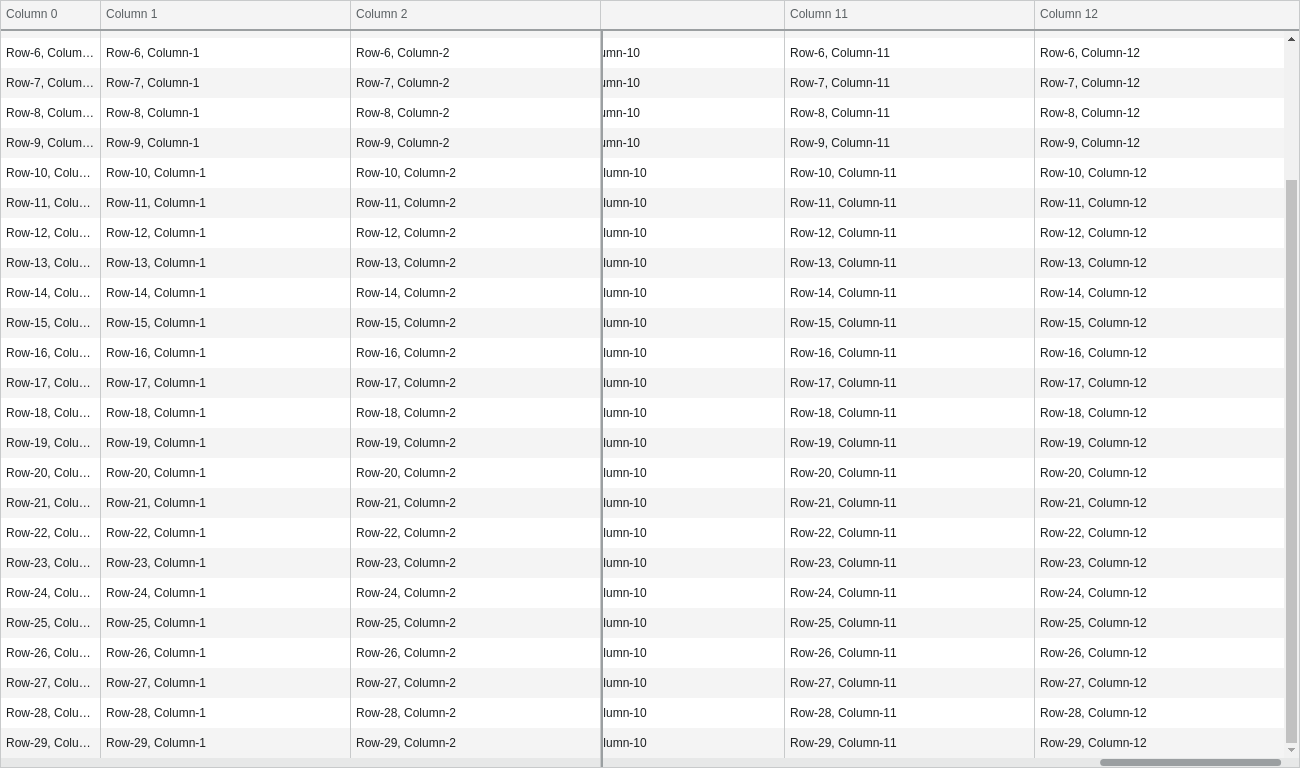 Column 0 Column 1 Column 2 Column 11 Column 12
Row-6, Colum… Row-6, Column-1 Row-6, Column-2 umn-10 Row-6, Column-11 Row-6, Column-12
Row-7, Colum… Row-7, Column-1 Row-7, Column-2 umn-10 Row-7, Column-11 Row-7, Column-12
Row-8, Colum… Row-8, Column-1 Row-8, Column-2 umn-10 Row-8, Column-11 Row-8, Column-12
Row-9, Colum… Row-9, Column-1 Row-9, Column-2 umn-10 Row-9, Column-11 Row-9, Column-12
Row-10, Colu… Row-10, Column-1 Row-10, Column-2 lumn-10 Row-10, Column-11 Row-10, Column-12
Row-11, Colu… Row-11, Column-1 Row-11, Column-2 lumn-10 Row-11, Column-11 Row-11, Column-12
Row-12, Colu… Row-12, Column-1 Row-12, Column-2 lumn-10 Row-12, Column-11 Row-12, Column-12
Row-13, Colu… Row-13, Column-1 Row-13, Column-2 lumn-10 Row-13, Column-11 Row-13, Column-12
Row-14, Colu… Row-14, Column-1 Row-14, Column-2 lumn-10 Row-14, Column-11 Row-14, Column-12
Row-15, Colu… Row-15, Column-1 Row-15, Column-2 lumn-10 Row-15, Column-11 Row-15, Column-12
Row-16, Colu… Row-16, Column-1 Row-16, Column-2 lumn-10 Row-16, Column-11 Row-16, Column-12
Row-17, Colu… Row-17, Column-1 Row-17, Column-2 lumn-10 Row-17, Column-11 Row-17, Column-12
Row-18, Colu… Row-18, Column-1 Row-18, Column-2 lumn-10 Row-18, Column-11 Row-18, Column-12
Row-19, Colu… Row-19, Column-1 Row-19, Column-2 lumn-10 Row-19, Column-11 Row-19, Column-12
Row-20, Colu… Row-20, Column-1 Row-20, Column-2 lumn-10 Row-20, Column-11 Row-20, Column-12
Row-21, Colu… Row-21, Column-1 Row-21, Column-2 lumn-10 Row-21, Column-11 Row-21, Column-12
Row-22, Colu… Row-22, Column-1 Row-22, Column-2 lumn-10 Row-22, Column-11 Row-22, Column-12
Row-23, Colu… Row-23, Column-1 Row-23, Column-2 lumn-10 Row-23, Column-11 Row-23, Column-12
Row-24, Colu… Row-24, Column-1 Row-24, Column-2 lumn-10 Row-24, Column-11 Row-24, Column-12
Row-25, Colu… Row-25, Column-1 Row-25, Column-2 lumn-10 Row-25, Column-11 Row-25, Column-12
Row-26, Colu… Row-26, Column-1 Row-26, Column-2 lumn-10 Row-26, Column-11 Row-26, Column-12
Row-27, Colu… Row-27, Column-1 Row-27, Column-2 lumn-10 Row-27, Column-11 Row-27, Column-12
Row-28, Colu… Row-28, Column-1 Row-28, Column-2 lumn-10 Row-28, Column-11 Row-28, Column-12
Row-29, Colu… Row-29, Column-1 Row-29, Column-2 lumn-10 Row-29, Column-11 Row-29, Column-12